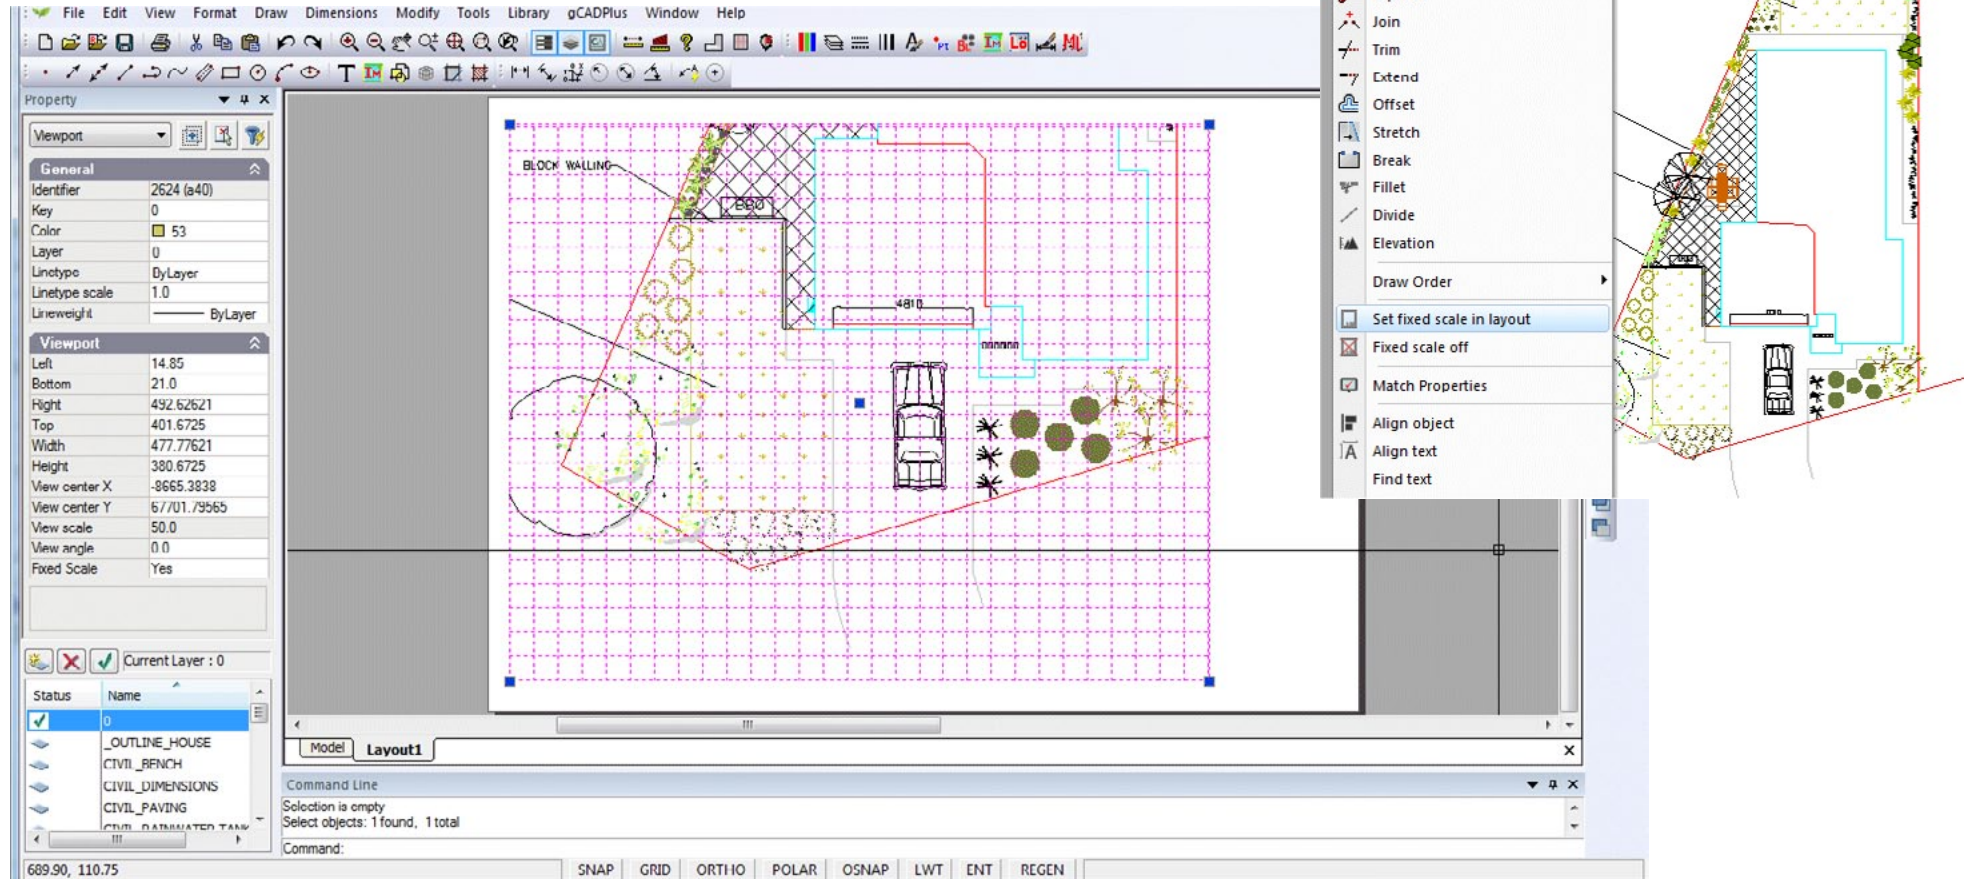 File Edit View Format Draw Dimensions Modify Tools Library gCADPlus Window Help
Property
Viewport
General
Identifier 2624 (a40)
Key 0
Color 53
Layer 0
Linetype ByLayer
Linetype scale 1.0
Lineweight ByLayer
Viewport
Left 14.85
Bottom 21.0
Right 492.62621
Top 401.6725
Width 477.77621
Height 380.6725
View center X -8665.3838
View center Y 67701.79565
View scale 50.0
View angle 0.0
Fixed Scale Yes
Current Layer : 0
Status Name
0
_OUTLINE_HOUSE
CIVIL_BENCH
CIVIL_DIMENSIONS
CIVIL_PAVING
CIVIL_RAINWATER_TANK
BLOCK WALLING
BBQ
4810
Model Layout1
Command Line
Selection is empty
Select objects: 1 found, 1 total
Command:
689.90, 110.75 SNAP GRID ORTHO POLAR OSNAP LWT ENT REGEN
Join
Trim
Extend
Offset
Stretch
Break
Fillet
Divide
Elevation
Draw Order
Set fixed scale in layout
Fixed scale off
Match Properties
Align object
Align text
Find text